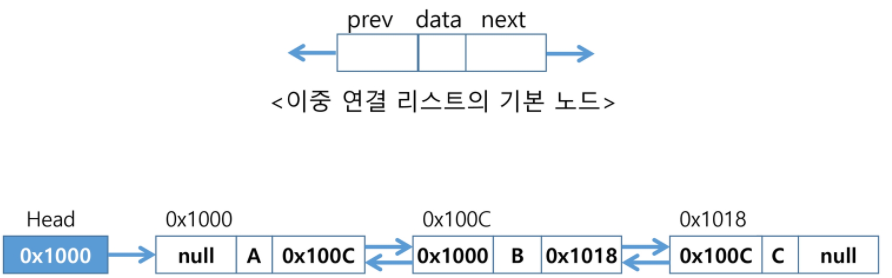 prev data next
<이중 연결 리스트의 기본 노드>
Head 0x1000 0x100C 0x1018
0x1000 null A 0x100C 0x1000 B 0x1018 0x100C C null